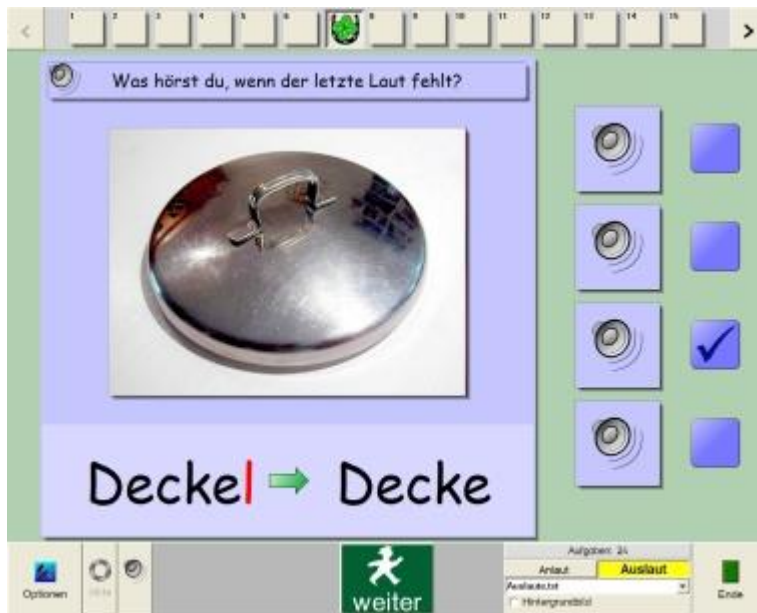 1 2 3 4 5 6 8 9 10 11 12 13 14 15
Was hörst du, wenn der letzte Laut fehlt?
Deckel Decke
Aufgaben: 24
Anlaut Auslaut
Auslaute.txt
Hintergrundbild
Optionen
weiter
Ende